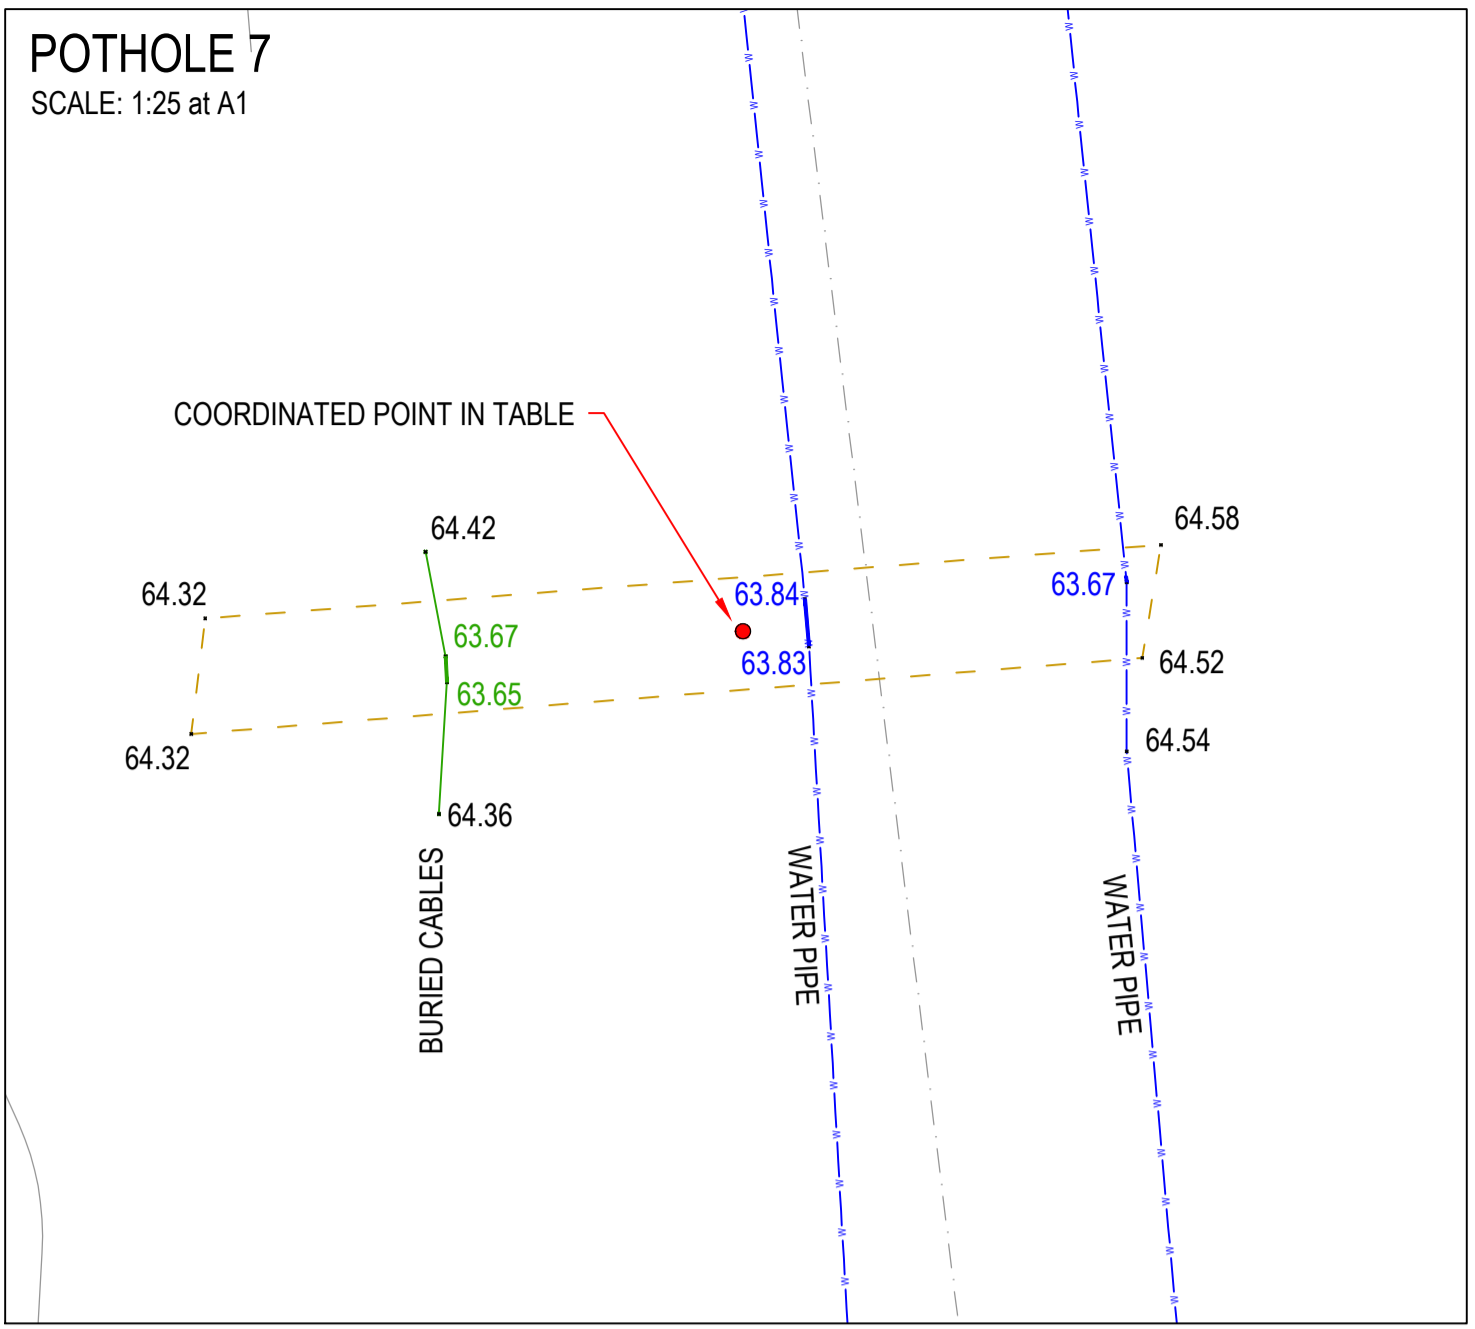 POTHOLE 7
SCALE: 1:25 at A1
COORDINATED POINT IN TABLE
64.42
64.58
64.32
63.84
63.67
63.67
63.83
64.52
63.65
64.32
64.54
64.36
BURIED CABLES
WATER PIPE
WATER PIPE